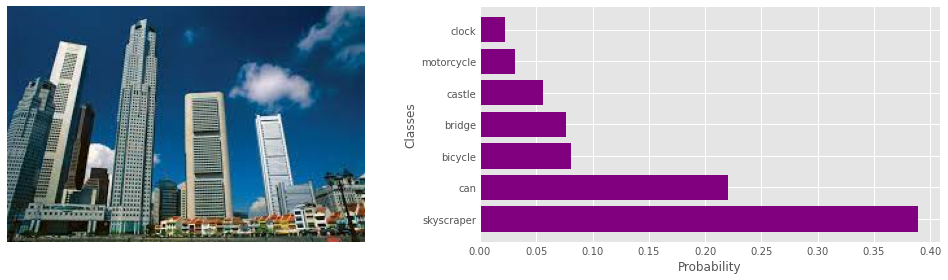 clock
motorcycle
castle
bridge
bicycle
can
skyscraper
Classes
0.00 0.05 0.10 0.15 0.20 0.25 0.30 0.35 0.40
Probability